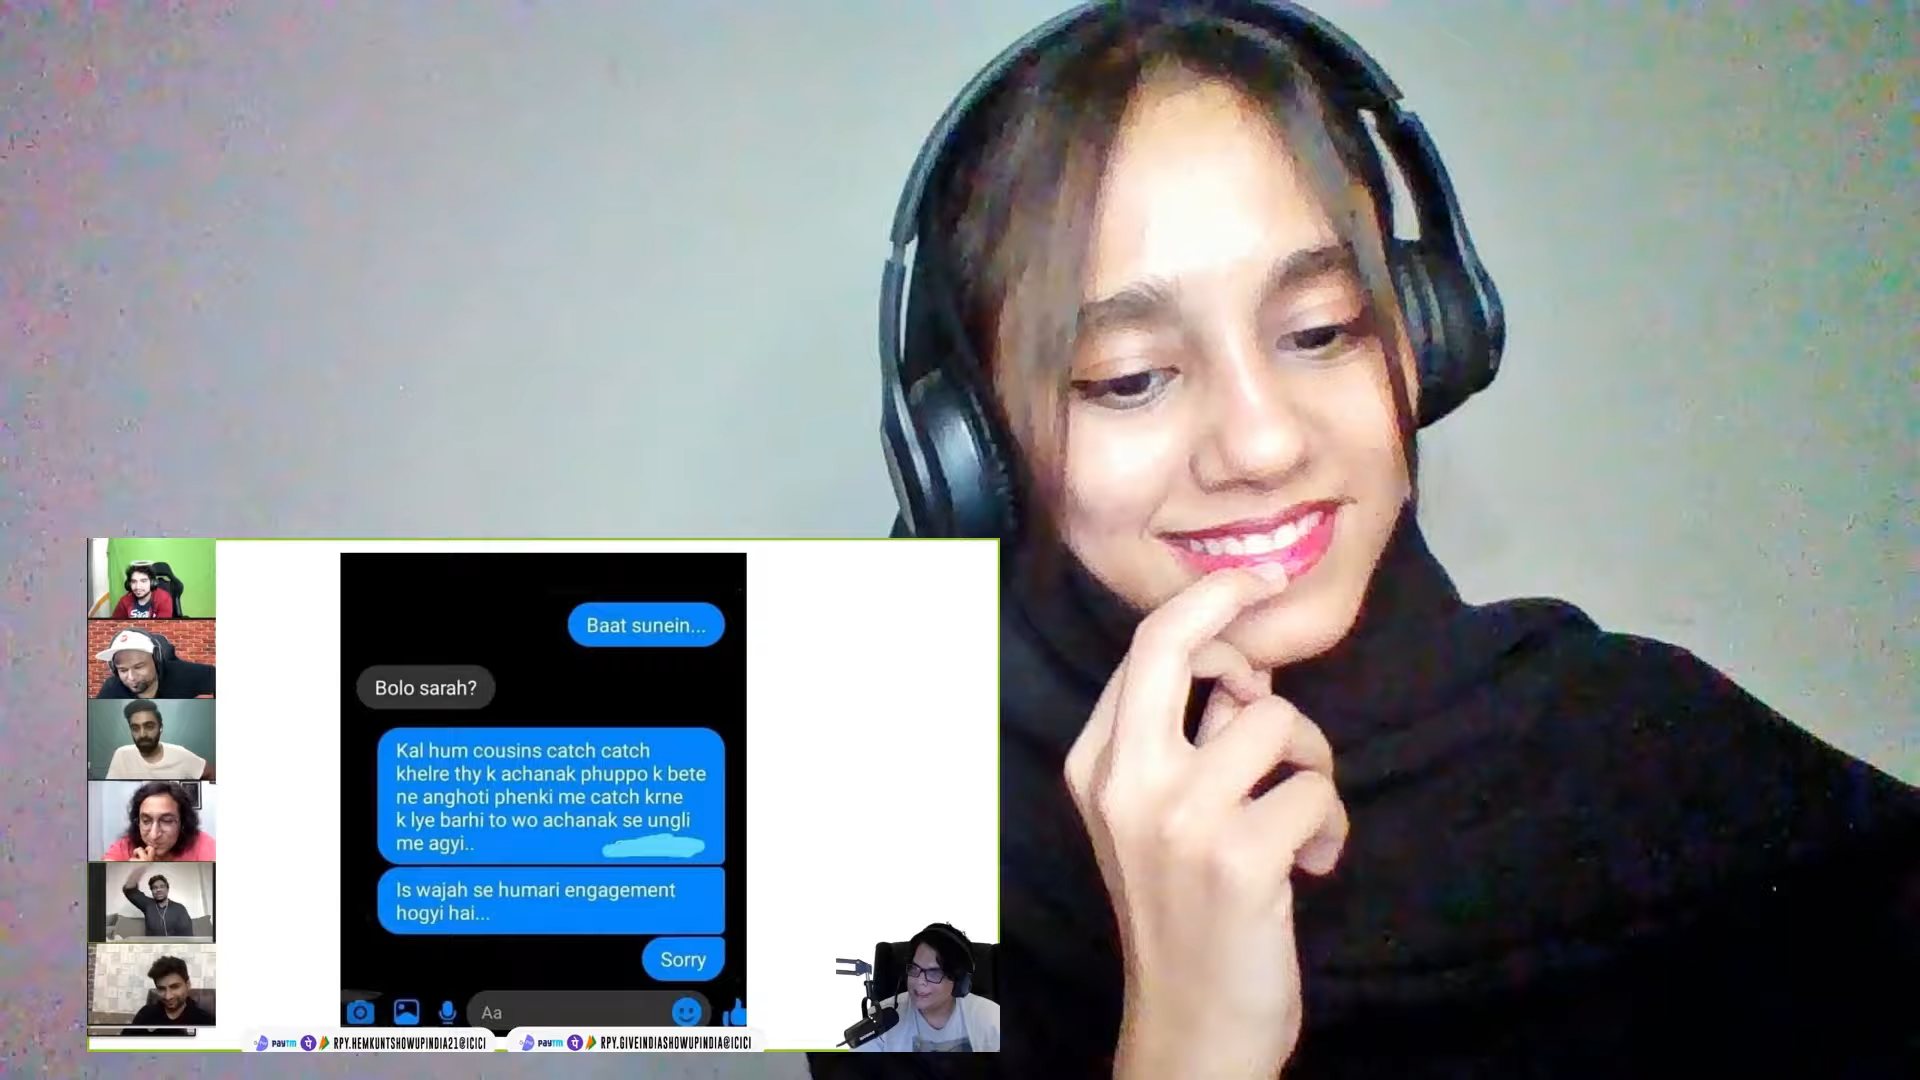 Baat sunein...
Bolo sarah?
Kal hum cousins catch catch
khelre thy k achanak phuppo k bete
ne anghoti phenki me catch krne
k lye barhi to wo achanak se ungli
me agyi..
Is wajah se humari engagement
hogyi hai...
Sorry
Aa
PAYTM RPY.HEMKUNTSHOWUPINDIA21@ICICI
PAYTM RPY.GIVEINDIASHOWUPINDIA@ICICI